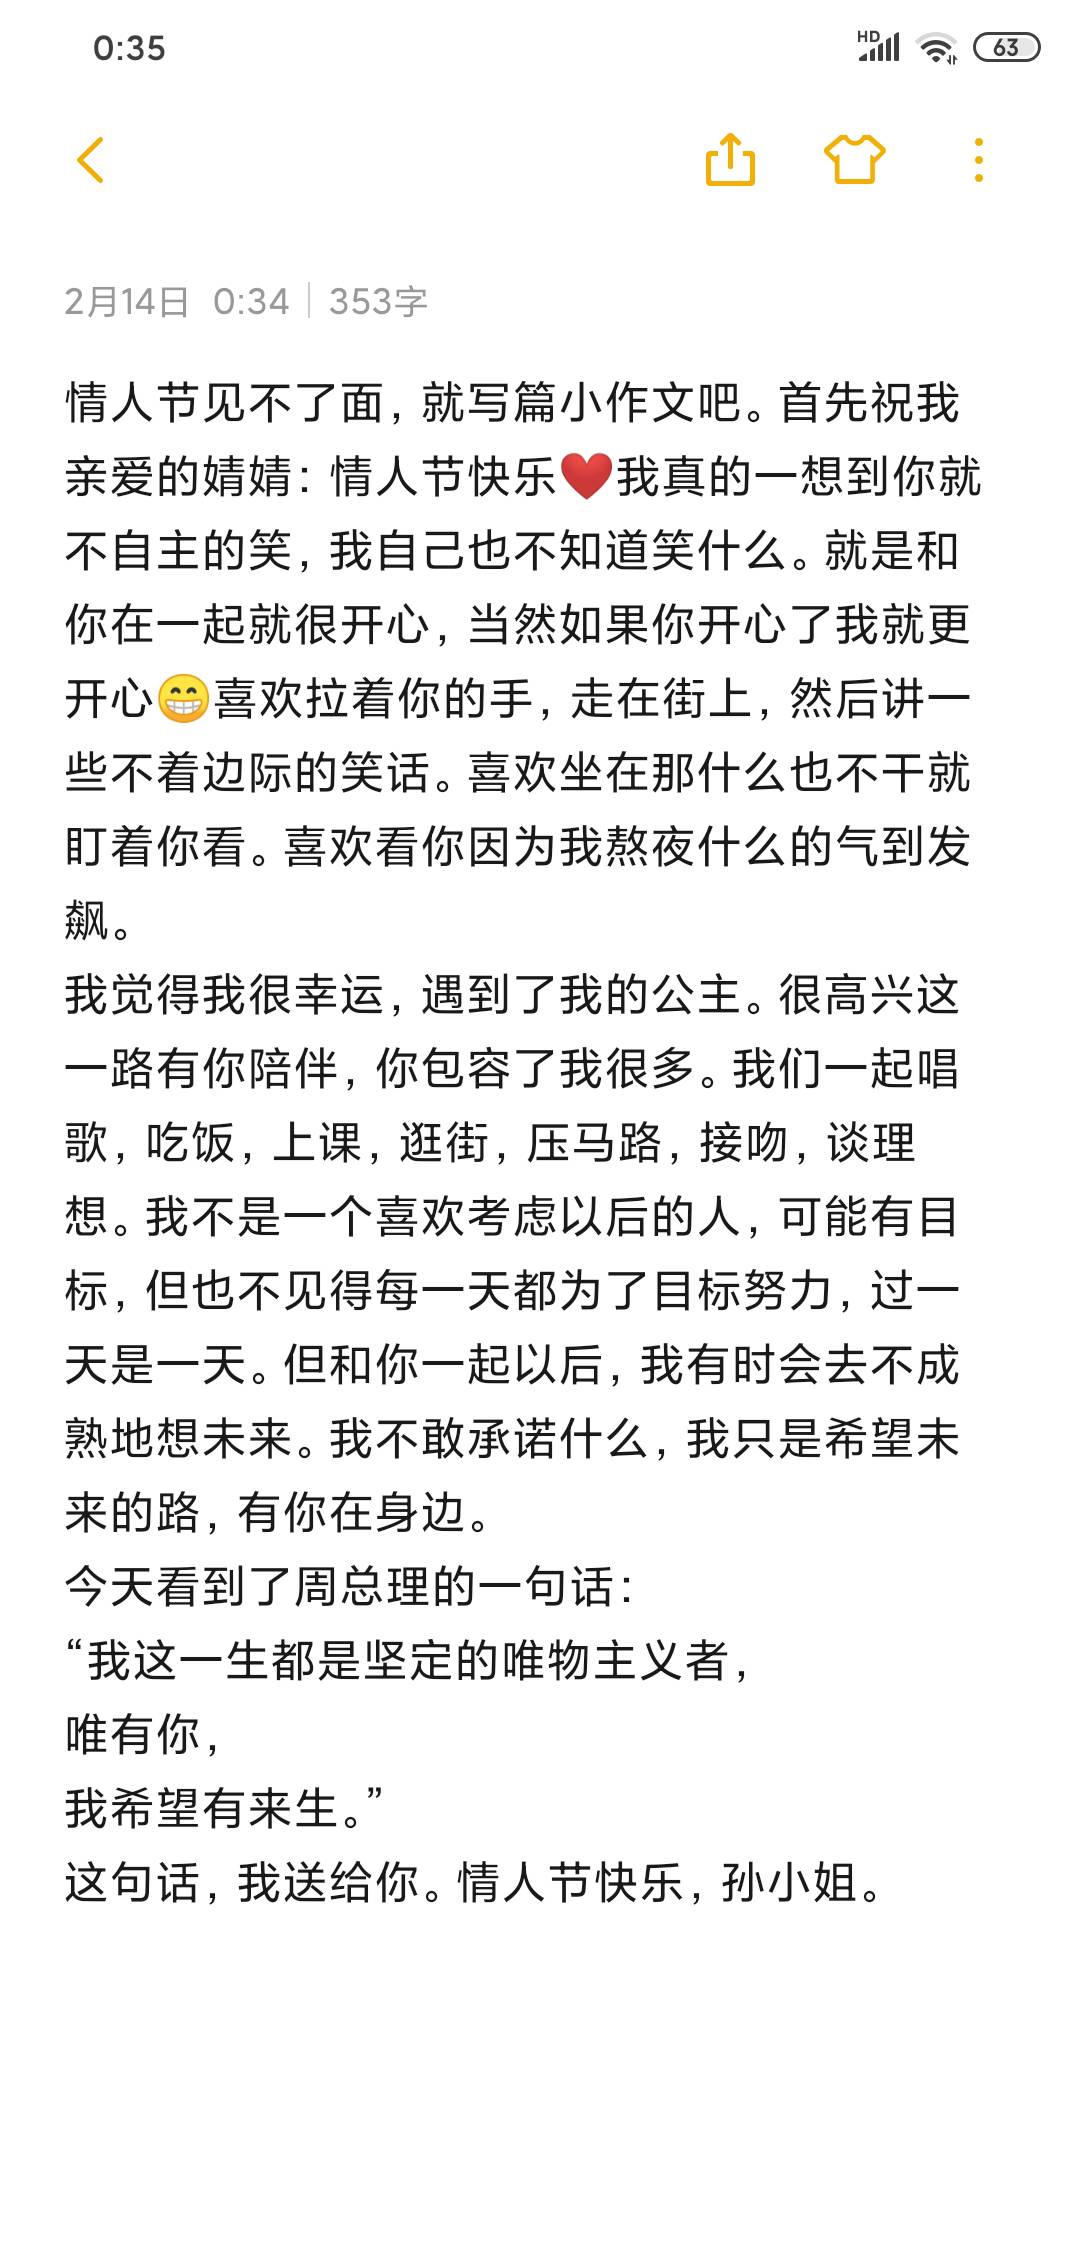 0:35
HD
63
2月14日 0:34 | 353字
情人节见不了面，就写篇小作文吧。首先祝我
亲爱的婧婧：情人节快乐❤️我真的一想到你就
不自主的笑，我自己也不知道笑什么。就是和
你在一起就很开心，当然如果你开心了我就更
开心😁喜欢拉着你的手，走在街上，然后讲一
些不着边际的笑话。喜欢坐在那什么也不干就
盯着你看。喜欢看你因为我熬夜什么的气到发
飙。
我觉得我很幸运，遇到了我的公主。很高兴这
一路有你陪伴，你包容了我很多。我们一起唱
歌，吃饭，上课，逛街，压马路，接吻，谈理
想。我不是一个喜欢考虑以后的人，可能有目
标，但也不见得每一天都为了目标努力，过一
天是一天。但和你一起以后，我有时会去不成
熟地想未来。我不敢承诺什么，我只是希望未
来的路，有你在身边。
今天看到了周总理的一句话：
“我这一生都是坚定的唯物主义者，
唯有你，
我希望有来生。”
这句话，我送给你。情人节快乐，孙小姐。